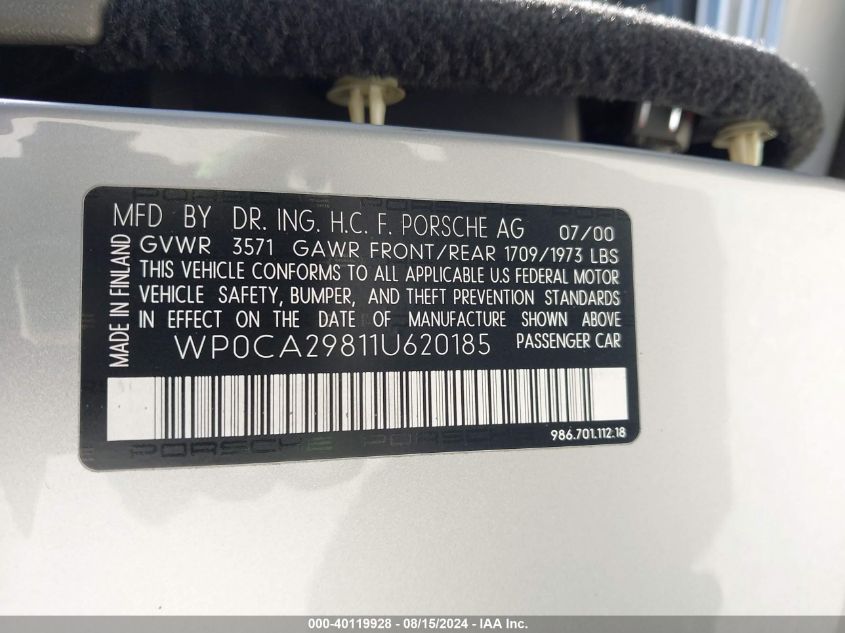 MFD BY DR. ING. H.C. F. PORSCHE AG 07/00
GVWR 3571 GAWR FRONT/REAR 1709/1973 LBS
THIS VEHICLE CONFORMS TO ALL APPLICABLE U.S FEDERAL MOTOR
VEHICLE SAFETY, BUMPER, AND THEFT PREVENTION STANDARDS
IN EFFECT ON THE DATE OF MANUFACTURE SHOWN ABOVE
WP0CA29811U620185 PASSENGER CAR
MADE IN FINLAND
986.701.112.18
PORSCHE PORSCHE PORSCHE
000-40119928 - 08/15/2024 - IAA Inc.